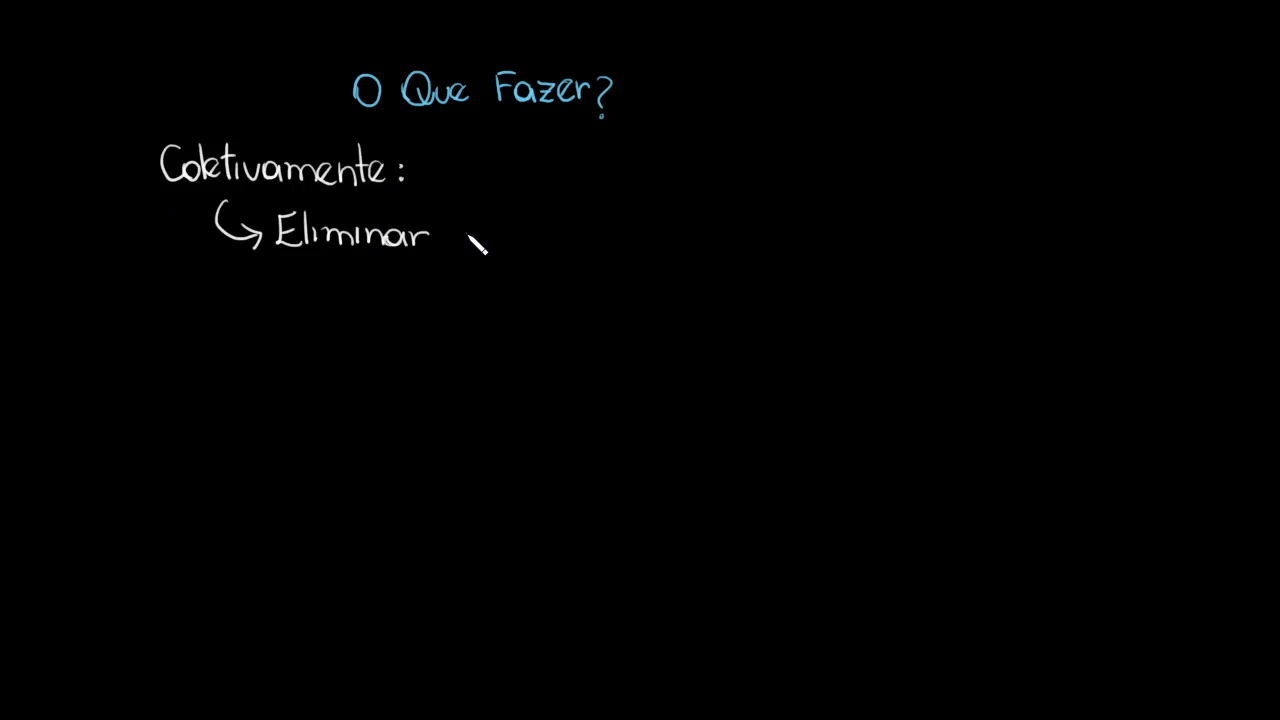 O Que Fazer?
Coletivamente:
↳ Eliminar